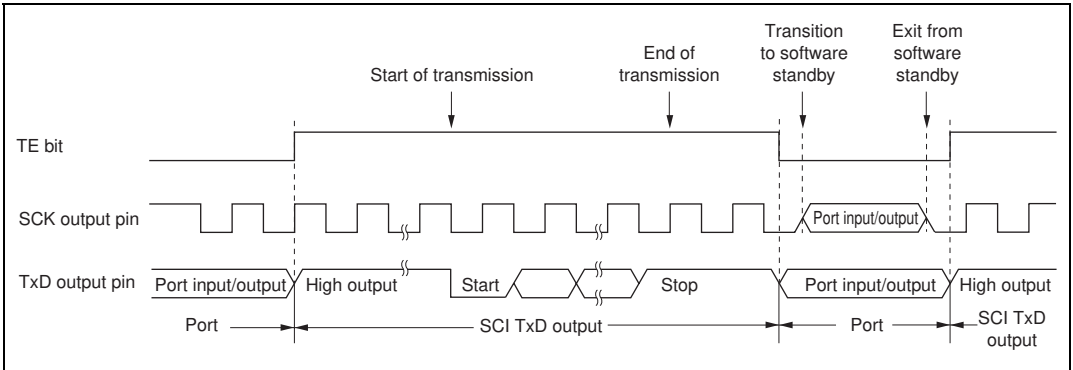 Start of transmission
End of
transmission
Transition
to software
standby
Exit from
software
standby
TE bit
SCK output pin
Port input/output
TxD output pin
Port input/output
High output
Start
Stop
Port input/output
High output
Port
SCI TxD output
Port
SCI TxD
output